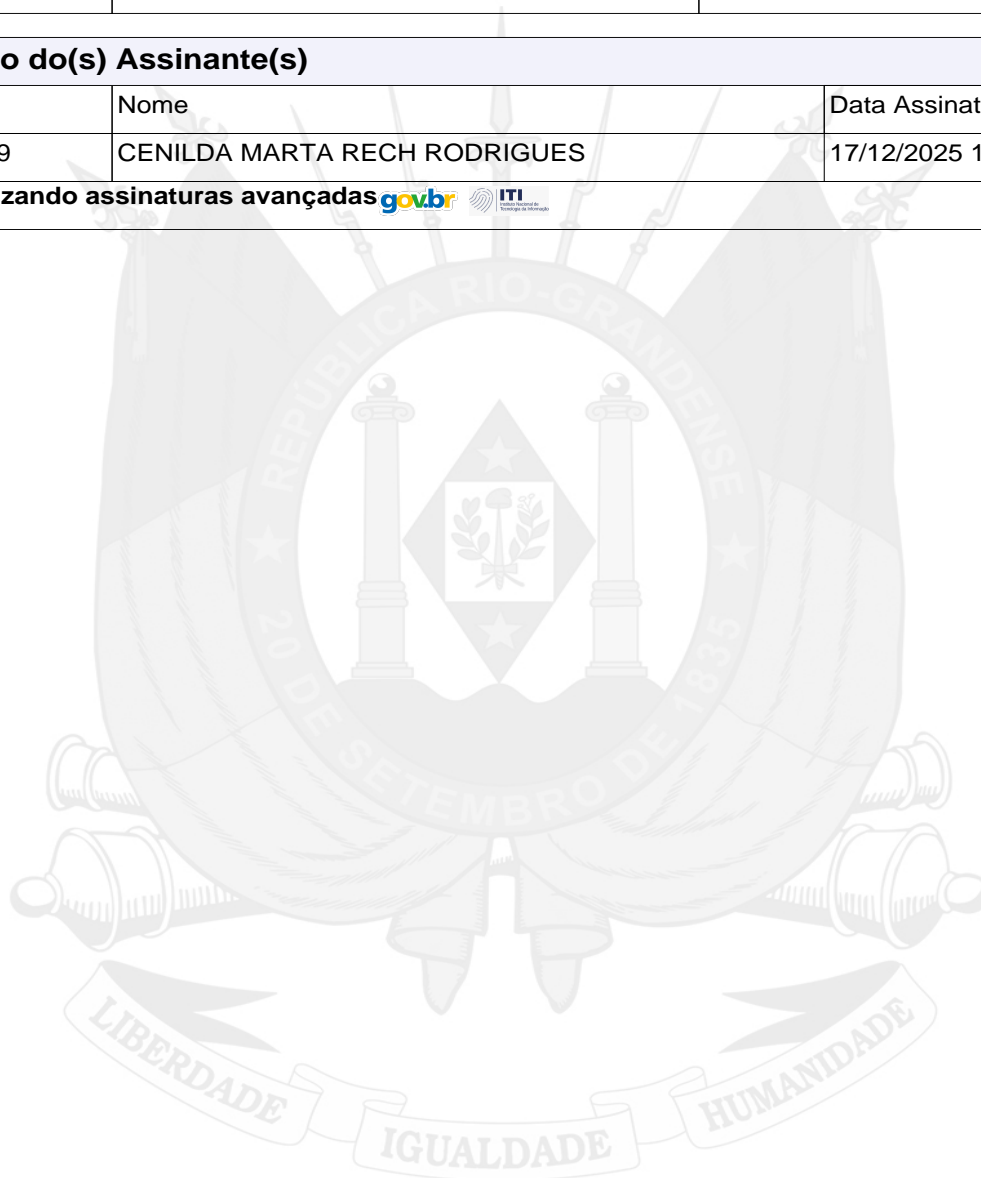 o do(s) Assinante(s)
Nome Data Assinat
9 CENILDA MARTA RECH RODRIGUES 17/12/2025 1
zando assinaturas avançadas gov.br ITI
REPÚBLICA RIO-GRANDENSE
20 DE SETEMBRO DE 1835
LIBERDADE IGUALDADE HUMANIDADE